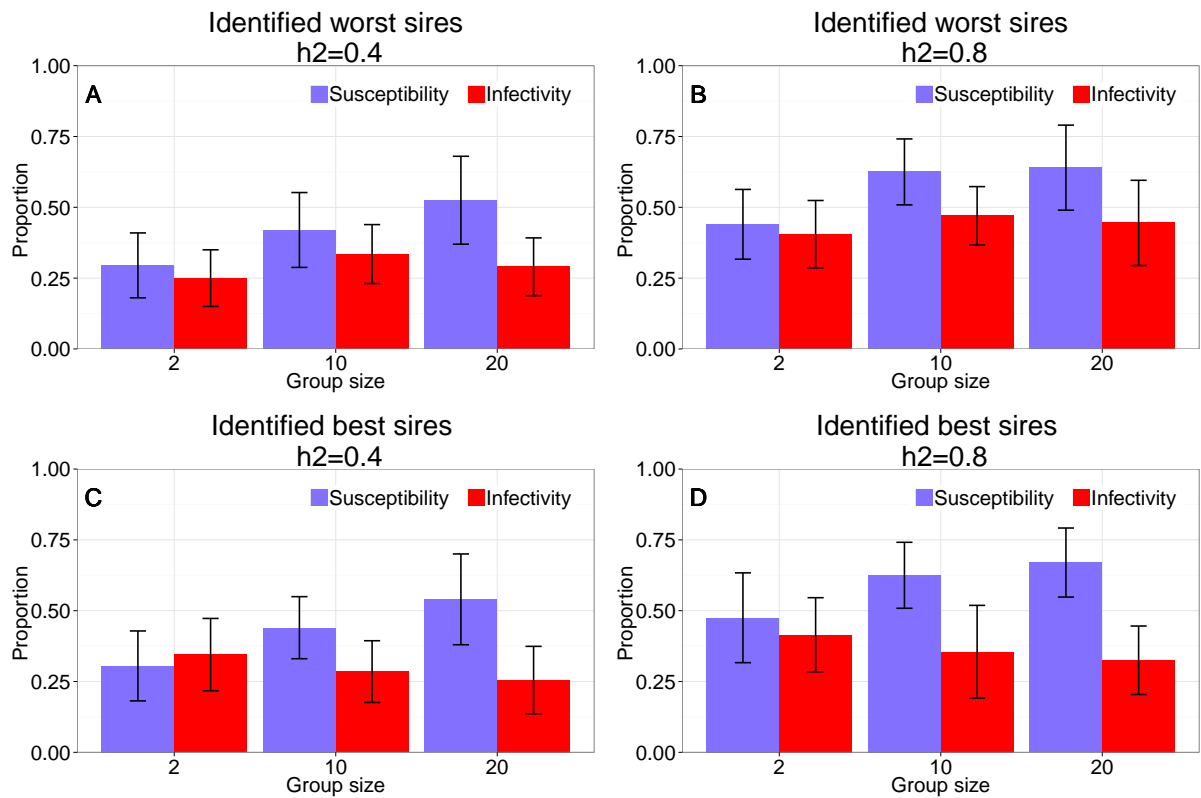 Identified worst sires
h2=0.4
A
Susceptibility Infectivity
1.00
0.75
0.50
0.25
0.00
Proportion
2 10 20
Group size
Identified worst sires
h2=0.8
B
Susceptibility Infectivity
1.00
0.75
0.50
0.25
0.00
Proportion
2 10 20
Group size
Identified best sires
h2=0.4
C
Susceptibility Infectivity
1.00
0.75
0.50
0.25
0.00
Proportion
2 10 20
Group size
Identified best sires
h2=0.8
D
Susceptibility Infectivity
1.00
0.75
0.50
0.25
0.00
Proportion
2 10 20
Group size